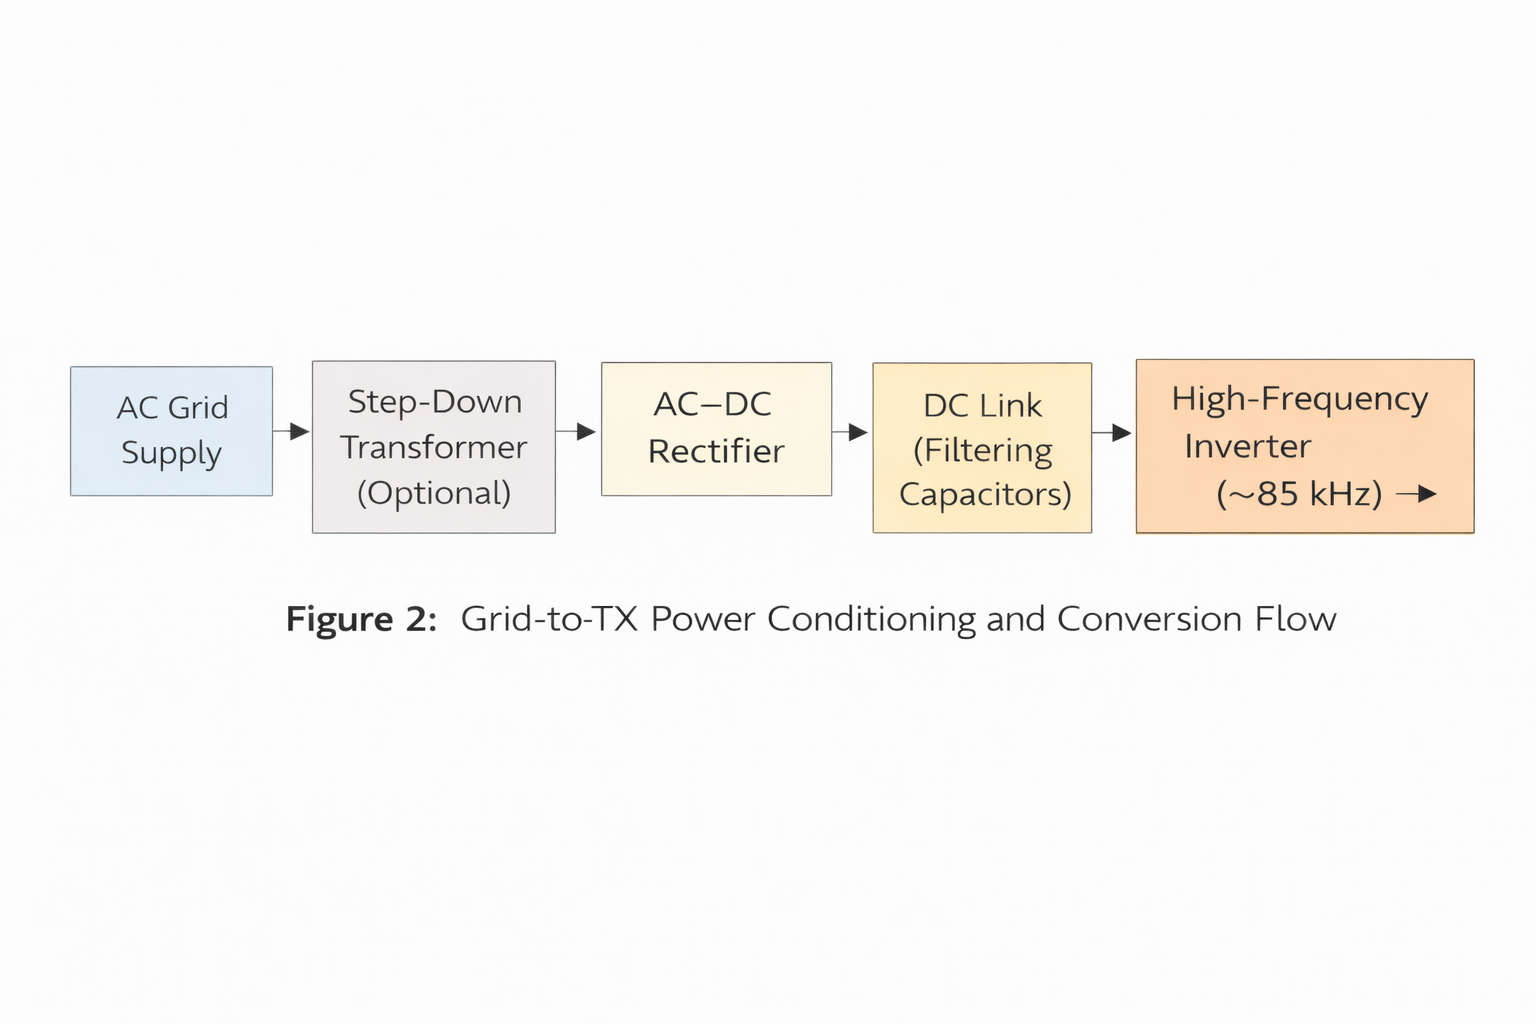 AC Grid
Supply
Step-Down
Transformer
(Optional)
AC–DC
Rectifier
DC Link
(Filtering
Capacitors)
High-Frequency
Inverter
(~85 kHz) →
Figure 2: Grid-to-TX Power Conditioning and Conversion Flow